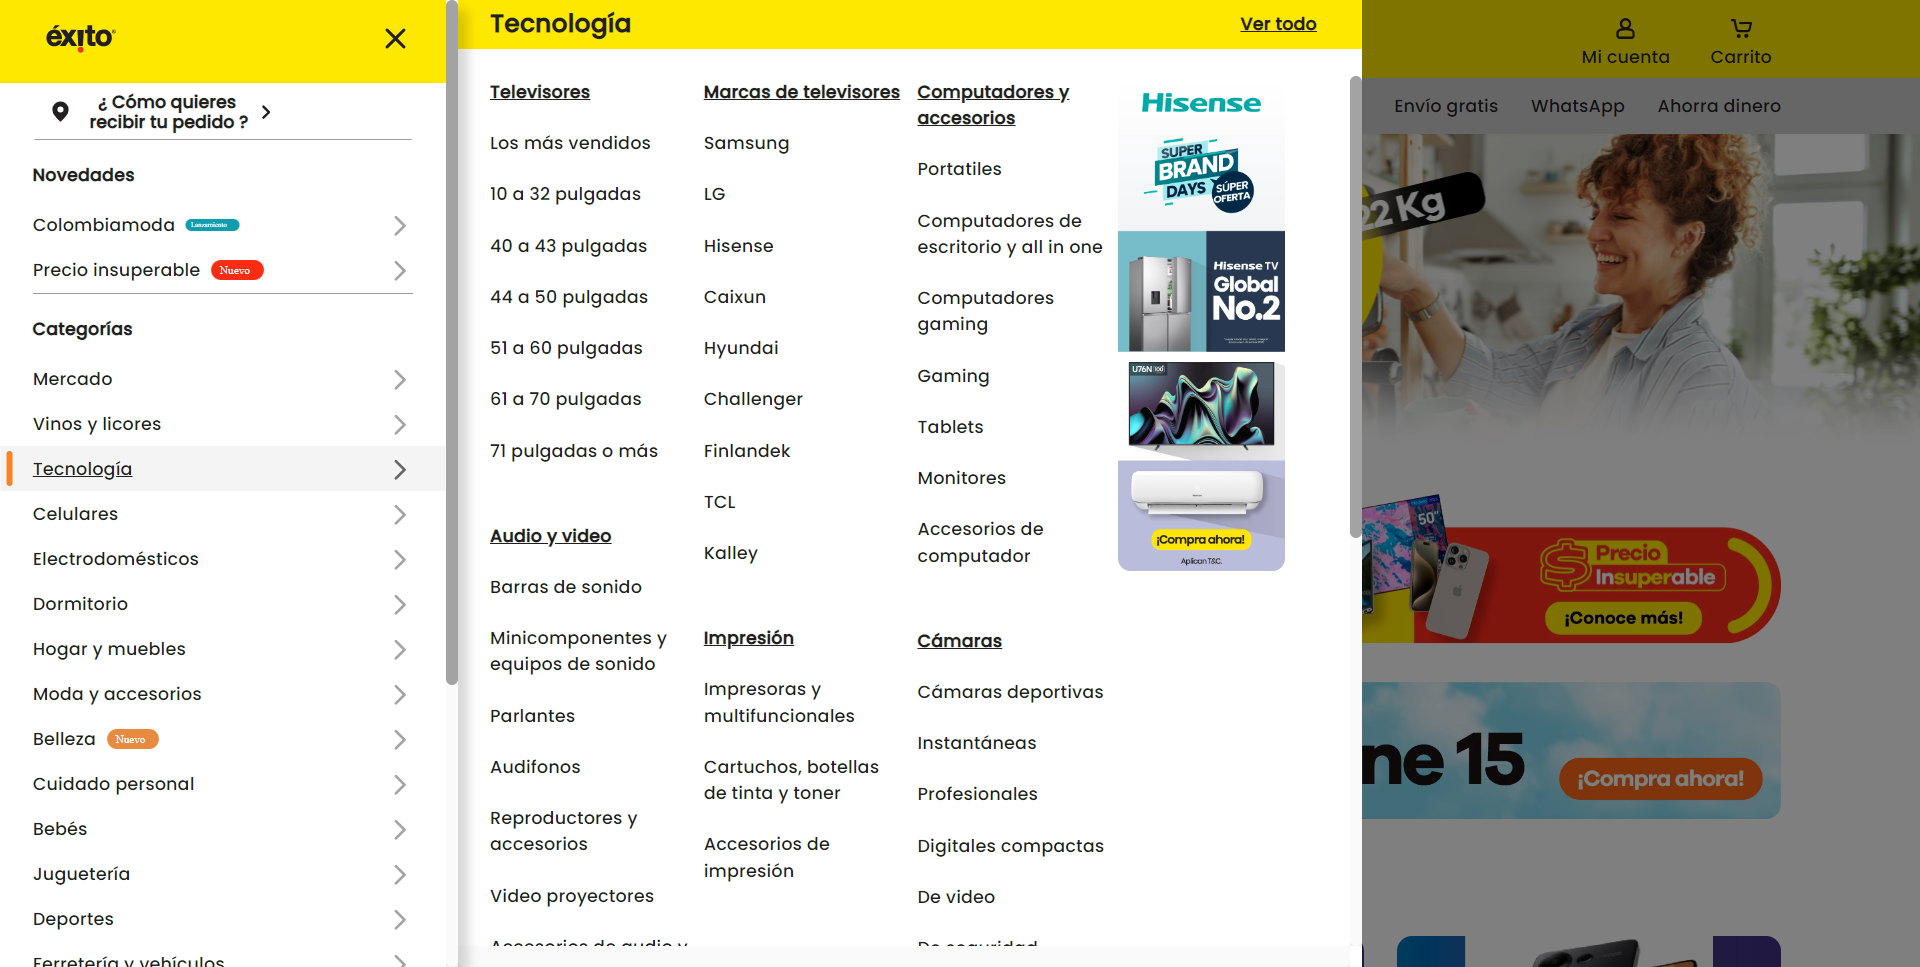 éxito
¿ Cómo quieres
recibir tu pedido ?
Novedades
Colombiamoda
Lanzamiento
Precio insuperable
Nuevo
Categorías
Mercado
Vinos y licores
Tecnología
Celulares
Electrodomésticos
Dormitorio
Hogar y muebles
Moda y accesorios
Belleza
Nuevo
Cuidado personal
Bebés
Juguetería
Deportes
Ferretería y vehículos
Tecnología
Ver todo
Televisores
Los más vendidos
10 a 32 pulgadas
40 a 43 pulgadas
44 a 50 pulgadas
51 a 60 pulgadas
61 a 70 pulgadas
71 pulgadas o más
Audio y video
Barras de sonido
Minicomponentes y
equipos de sonido
Parlantes
Audifonos
Reproductores y
accesorios
Video proyectores
Accesorios de audio y
Marcas de televisores
Samsung
LG
Hisense
Caixun
Hyundai
Challenger
Finlandek
TCL
Kalley
Impresión
Impresoras y
multifuncionales
Cartuchos, botellas
de tinta y toner
Accesorios de
impresión
Computadores y
accesorios
Portatiles
Computadores de
escritorio y all in one
Computadores
gaming
Gaming
Tablets
Monitores
Accesorios de
computador
Cámaras
Cámaras deportivas
Instantáneas
Profesionales
Digitales compactas
De video
De seguridad
Hisense
SUPER
BRAND
DAYS
SÚPER
OFERTA
Hisense TV
Global
No.2
U76N
¡Compra ahora!
Aplican T&C.
Mi cuenta
Carrito
Envío gratis
WhatsApp
Ahorra dinero
22 Kg
50"
Precio
Insuperable
¡Conoce más!
ne 15
¡Compra ahora!